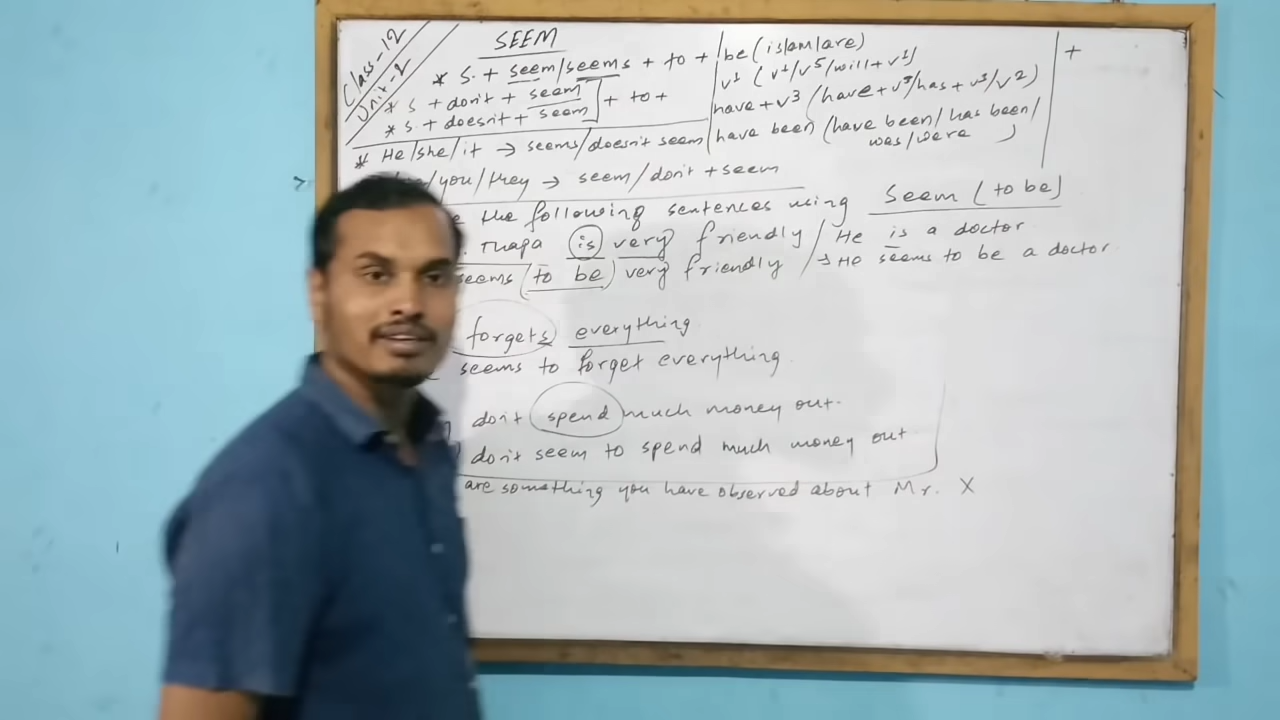 Class-12
Unit-2
SEEM
* S. + seem/seems + to + be (is/am/are)
v¹ (v¹/v⁵/will+v¹)
* S + don't + seem
* S. + doesn't + seem
+ to +
have + v³ (have+v³/has+v³/v²)
have been (have been/has been/
was/were )
+
* He/she/it → seems/doesn't seem
/you/they → seem/don't + seem
the following sentences using seem (to be)
Thapa is very friendly / He is a doctor
seems (to be) very friendly / → He seems to be a doctor
forgets everything
seems to forget everything.
don't spend much money out.
don't seem to spend much money out
are something you have observed about Mr. X